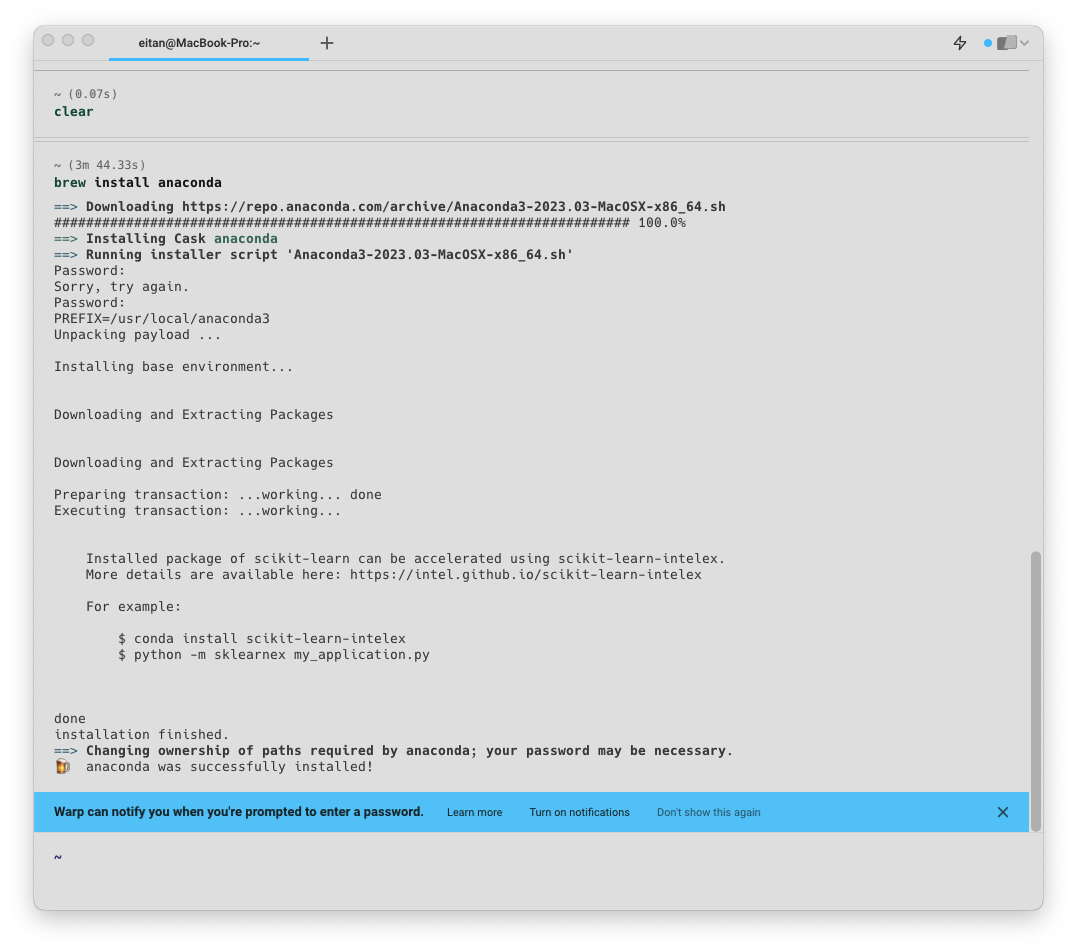 eitan@MacBook-Pro:~
~ (0.07s)
clear
~ (3m 44.33s)
brew install anaconda
==> Downloading https://repo.anaconda.com/archive/Anaconda3-2023.03-MacOSX-x86_64.sh
######################################################################## 100.0%
==> Installing Cask anaconda
==> Running installer script 'Anaconda3-2023.03-MacOSX-x86_64.sh'
Password:
Sorry, try again.
Password:
PREFIX=/usr/local/anaconda3
Unpacking payload ...
Installing base environment...
Downloading and Extracting Packages
Downloading and Extracting Packages
Preparing transaction: ...working... done
Executing transaction: ...working...
Installed package of scikit-learn can be accelerated using scikit-learn-intelex.
More details are available here: https://intel.github.io/scikit-learn-intelex
For example:
$ conda install scikit-learn-intelex
$ python -m sklearnex my_application.py
done
installation finished.
==> Changing ownership of paths required by anaconda; your password may be necessary.
🍺 anaconda was successfully installed!
Warp can notify you when you're prompted to enter a password. Learn more Turn on notifications Don't show this again
~